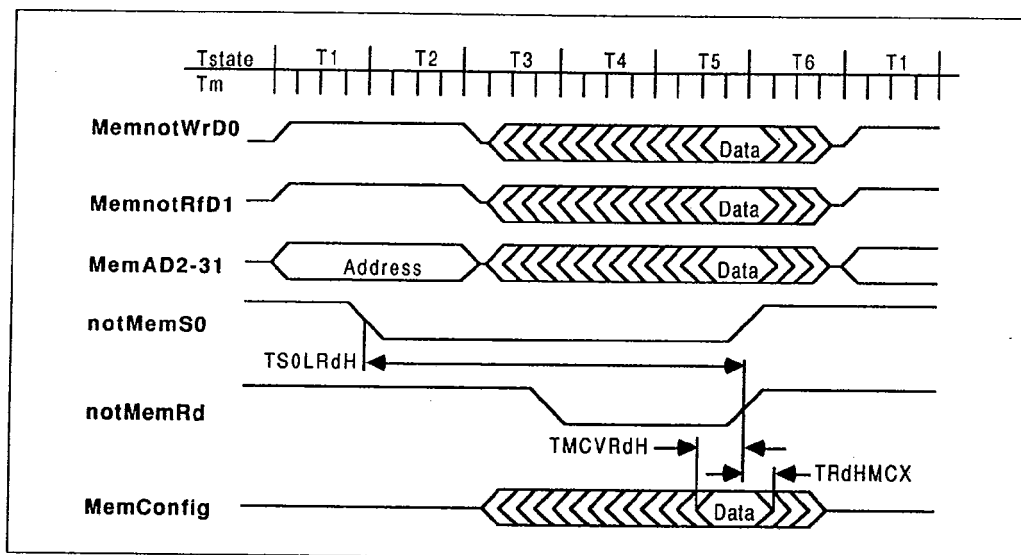 Tstate T1 T2 T3 T4 T5 T6 T1
Tm
MemnotWrD0 Data
MemnotRfD1 Data
MemAD2-31 Address Data
notMemS0
TS0LRdH
notMemRd
TMCVRdH
TRdHMCX
MemConfig Data